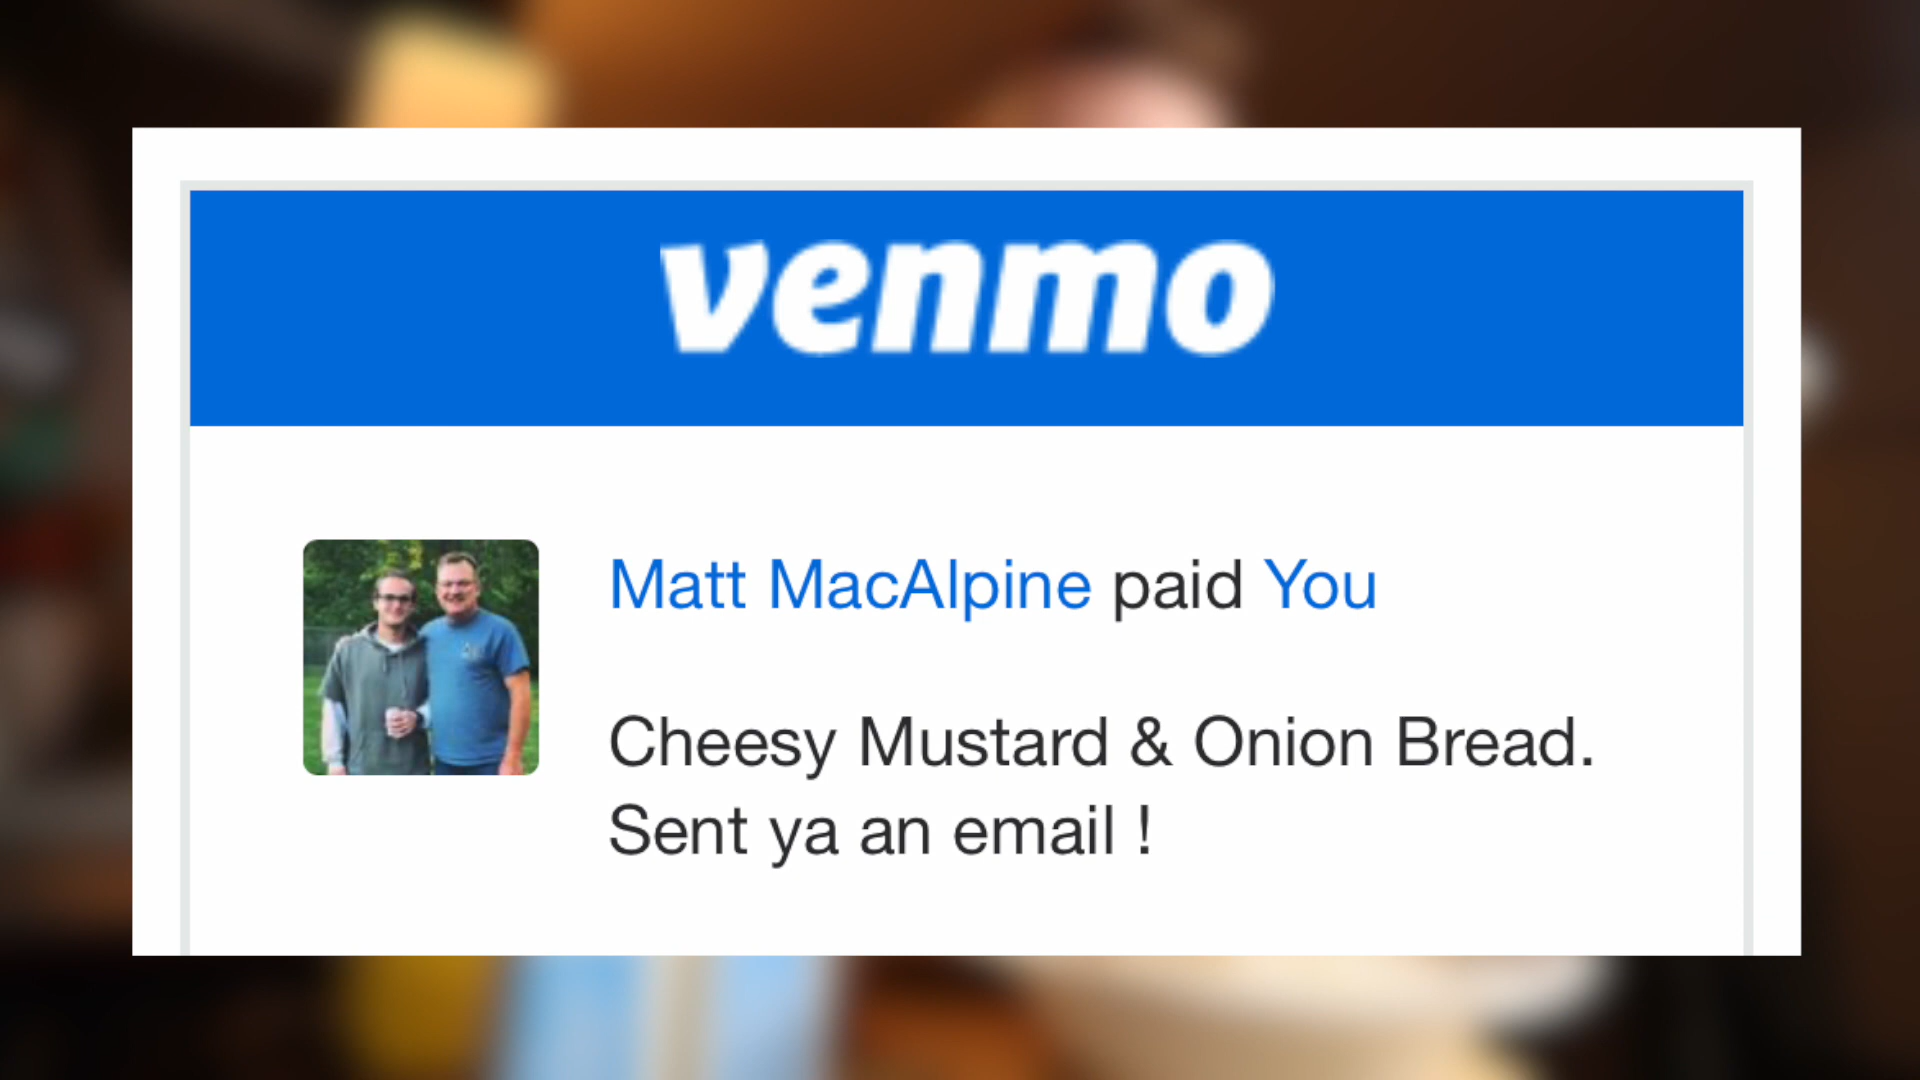 venmo
Matt MacAlpine paid You
Cheesy Mustard & Onion Bread.
Sent ya an email !